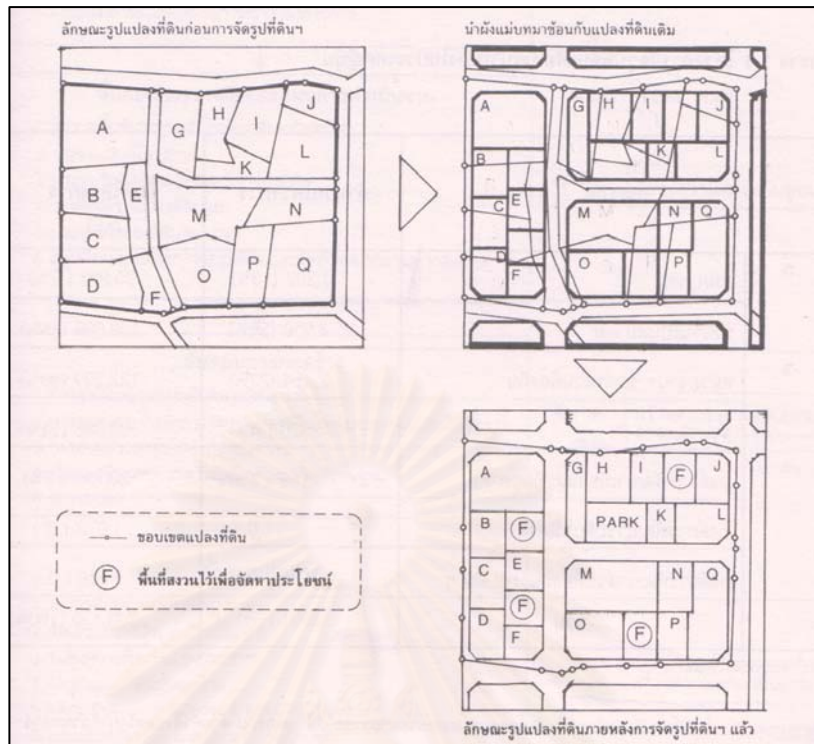 ลักษณะรูปแปลงที่ดินก่อนการจัดรูปที่ดินฯ
A
G
H
I
J
L
K
B
E
M
N
C
D
F
O
P
Q
นำผังแม่บทมาซ้อนกับแปลงที่ดินเดิม
A
G
H
I
J
B
K
L
C
E
M
N
Q
D
F
O
P
A
G
H
I
F
J
B
F
PARK
K
L
C
E
M
N
Q
D
F
F
O
F
P
ขอบเขตแปลงที่ดิน
F พื้นที่สงวนไว้เพื่อจัดหาประโยชน์
ลักษณะรูปแปลงที่ดินภายหลังการจัดรูปที่ดินฯ แล้ว